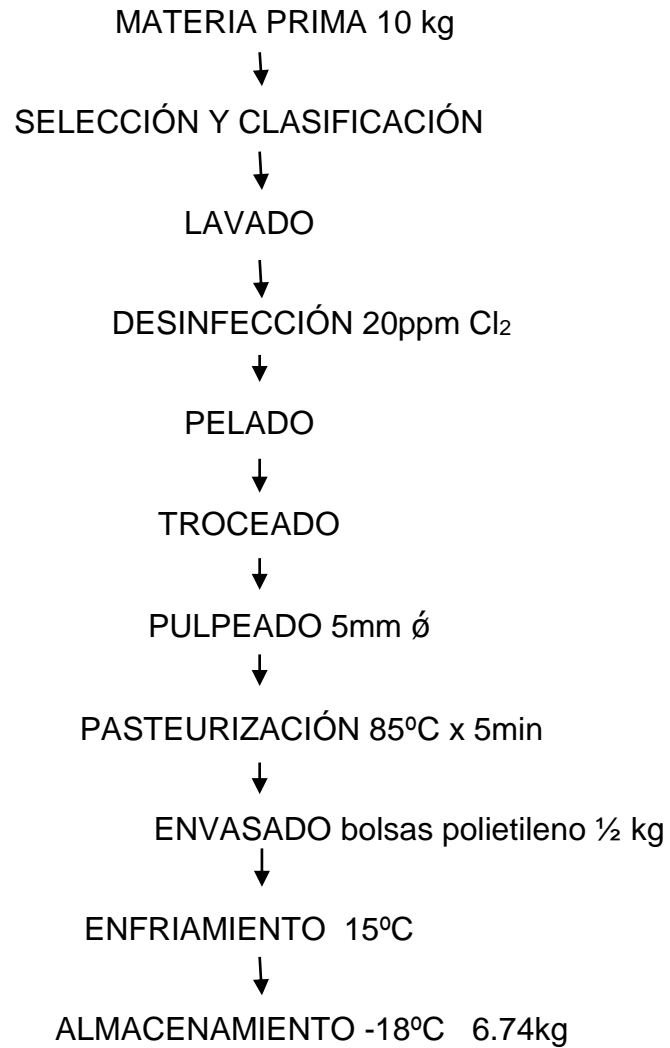 MATERIA PRIMA 10 kg
SELECCIÓN Y CLASIFICACIÓN
LAVADO
DESINFECCIÓN 20ppm Cl₂
PELADO
TROCEADO
PULPEADO 5mm ǿ
PASTEURIZACIÓN 85ºC x 5min
ENVASADO bolsas polietileno ½ kg
ENFRIAMIENTO 15ºC
ALMACENAMIENTO -18ºC 6.74kg